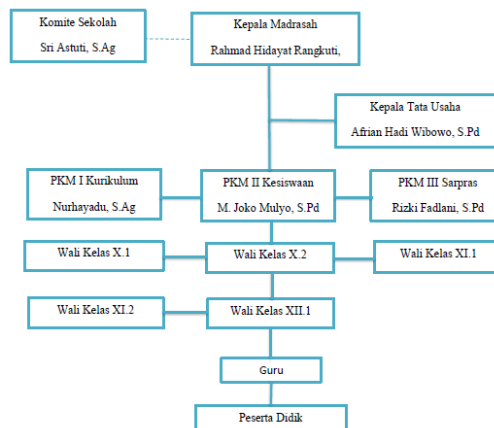 Komite Sekolah
Sri Astuti, S.Ag
Kepala Madrasah
Rahmad Hidayat Rangkuti,
Kepala Tata Usaha
Afrian Hadi Wibowo, S.Pd
PKM I Kurikulum
Nurhayadu, S.Ag
PKM II Kesiswaan
M. Joko Mulyo, S.Pd
PKM III Sarpras
Rizki Fadlani, S.Pd
Wali Kelas X.1
Wali Kelas X.2
Wali Kelas XI.1
Wali Kelas XI.2
Wali Kelas XII.1
Guru
Peserta Didik